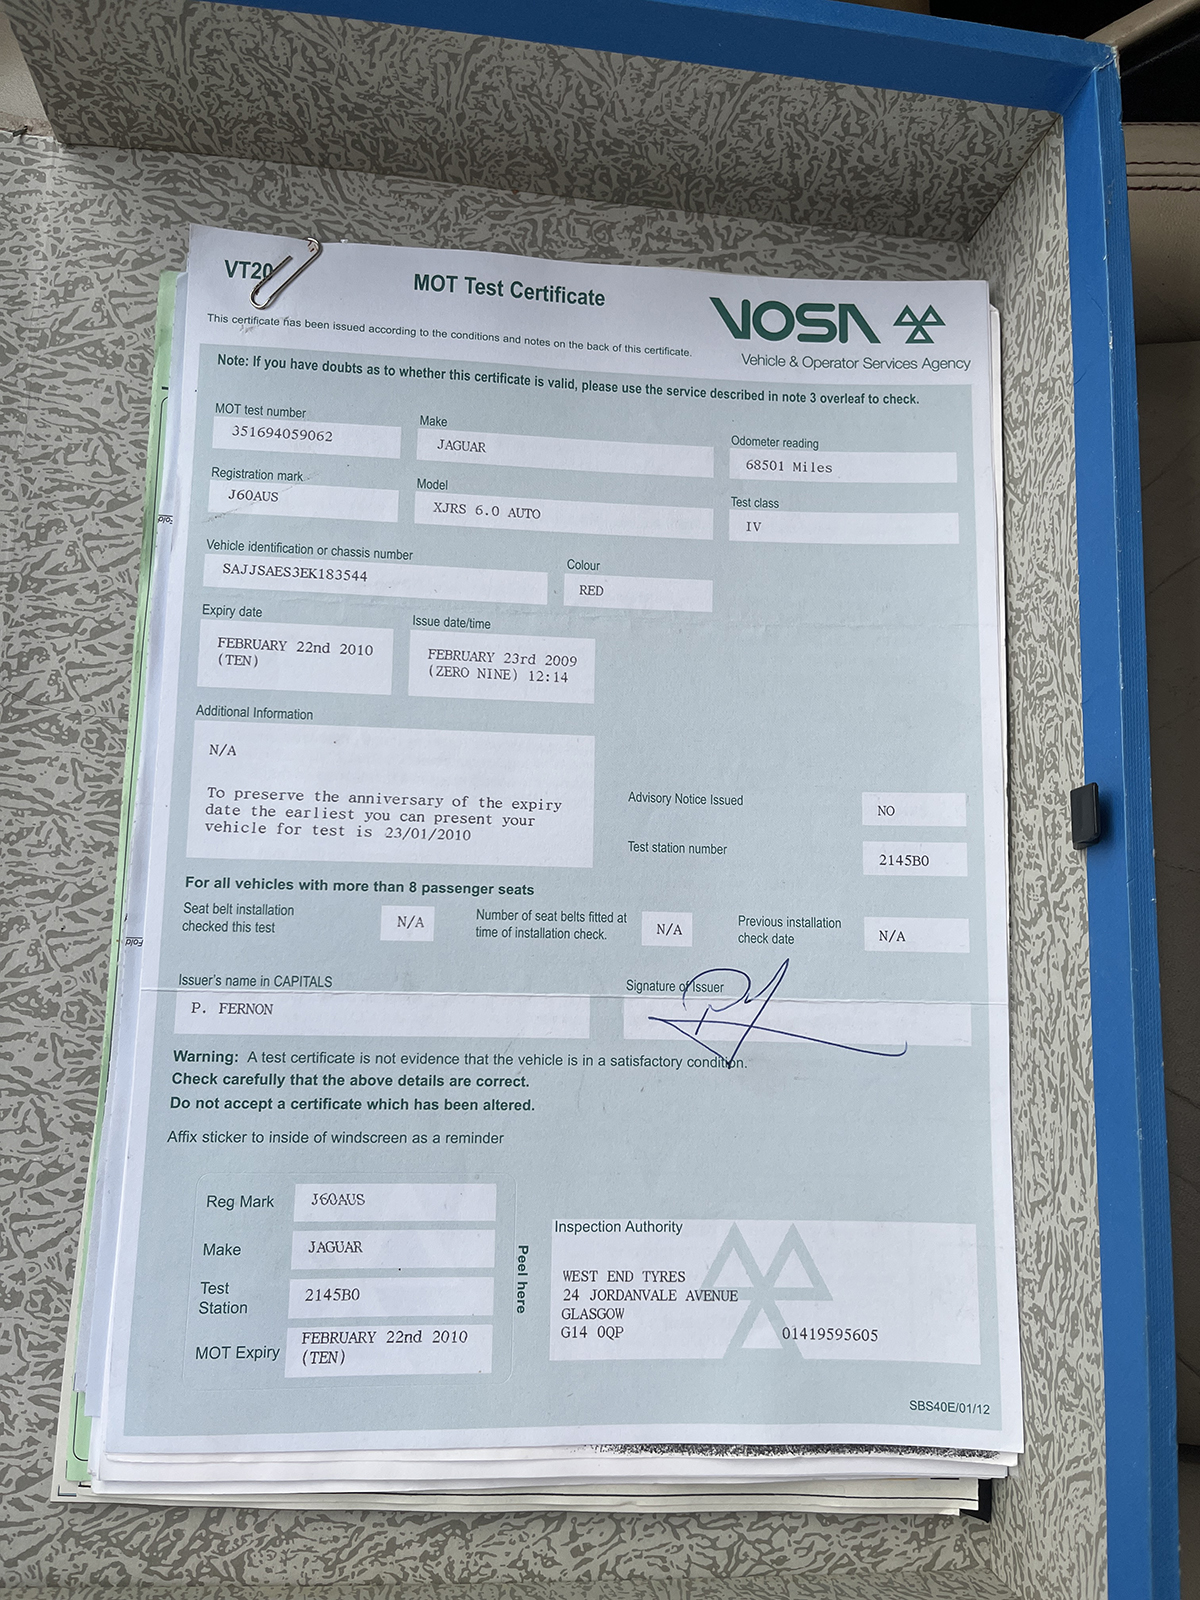 VT20
MOT Test Certificate
VOSA
Vehicle & Operator Services Agency
This certificate has been issued according to the conditions and notes on the back of this certificate.
Note: If you have doubts as to whether this certificate is valid, please use the service described in note 3 overleaf to check.
MOT test number
351694059062
Make
JAGUAR
Odometer reading
68501 Miles
Registration mark
J60AUS
Model
XJRS 6.0 AUTO
Test class
IV
Vehicle identification or chassis number
SAJJSAES3EK183544
Colour
RED
Expiry date
FEBRUARY 22nd 2010
(TEN)
Issue date/time
FEBRUARY 23rd 2009
(ZERO NINE) 12:14
Additional Information
N/A
To preserve the anniversary of the expiry
date the earliest you can present your
vehicle for test is 23/01/2010
Advisory Notice Issued
NO
Test station number
2145B0
For all vehicles with more than 8 passenger seats
Seat belt installation
checked this test
N/A
Number of seat belts fitted at
time of installation check.
N/A
Previous installation
check date
N/A
Issuer's name in CAPITALS
P. FERNON
Signature of Issuer
Warning: A test certificate is not evidence that the vehicle is in a satisfactory condition.
Check carefully that the above details are correct.
Do not accept a certificate which has been altered.
Affix sticker to inside of windscreen as a reminder
Reg Mark
J60AUS
Make
JAGUAR
Test
Station
2145B0
MOT Expiry
FEBRUARY 22nd 2010
(TEN)
Peel here
Inspection Authority
WEST END TYRES
24 JORDANVALE AVENUE
GLASGOW
G14 0QP
01419595605
SBS40E/01/12
Fold
Fold